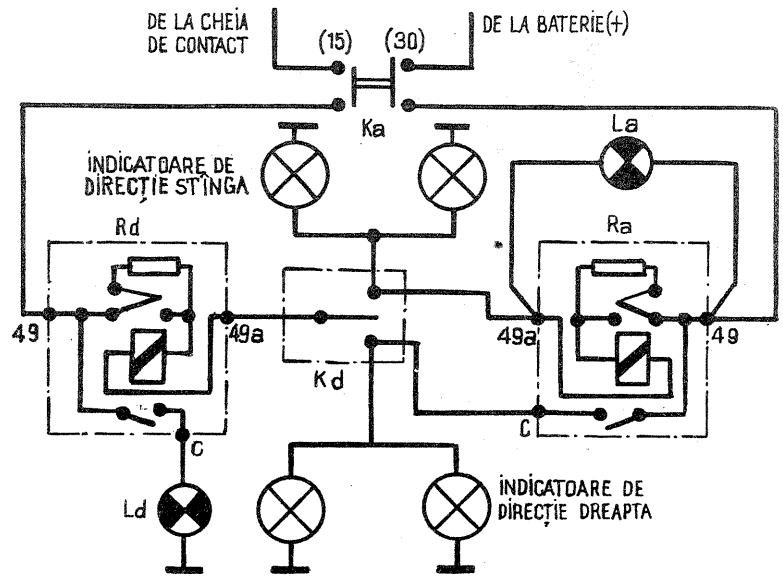 DE LA CHEIA
DE CONTACT
(15)
(30)
DE LA BATERIE(+)
Ka
La
INDICATOARE DE
DIRECȚIE STÎNGA
Rd
Ra
49
49a
Kd
49a
49
C
C
Ld
INDICATOARE DE
DIRECȚIE DREAPTA